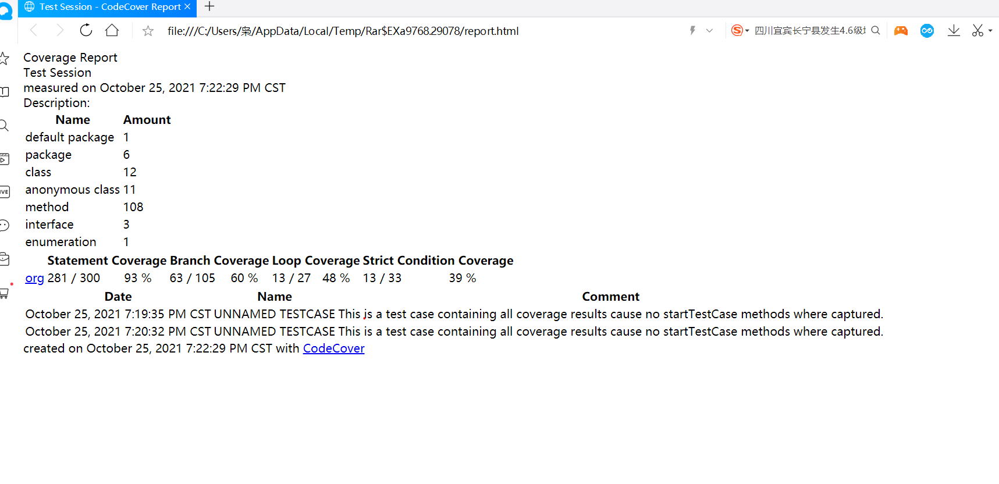 Test Session - CodeCover Report
file:///C:/Users/枭/AppData/Local/Temp/Rar$EXa9768.29078/report.html
四川宜宾长宁县发生4.6级
Coverage Report
Test Session
measured on October 25, 2021 7:22:29 PM CST
Description:
Name Amount
default package 1
package 6
class 12
anonymous class 11
method 108
interface 3
enumeration 1
Statement Coverage Branch Coverage Loop Coverage Strict Condition Coverage
org 281 / 300 93 % 63 / 105 60 % 13 / 27 48 % 13 / 33 39 %
Date Name Comment
October 25, 2021 7:19:35 PM CST UNNAMED TESTCASE This is a test case containing all coverage results cause no startTestCase methods where captured.
October 25, 2021 7:20:32 PM CST UNNAMED TESTCASE This is a test case containing all coverage results cause no startTestCase methods where captured.
created on October 25, 2021 7:22:29 PM CST with CodeCover